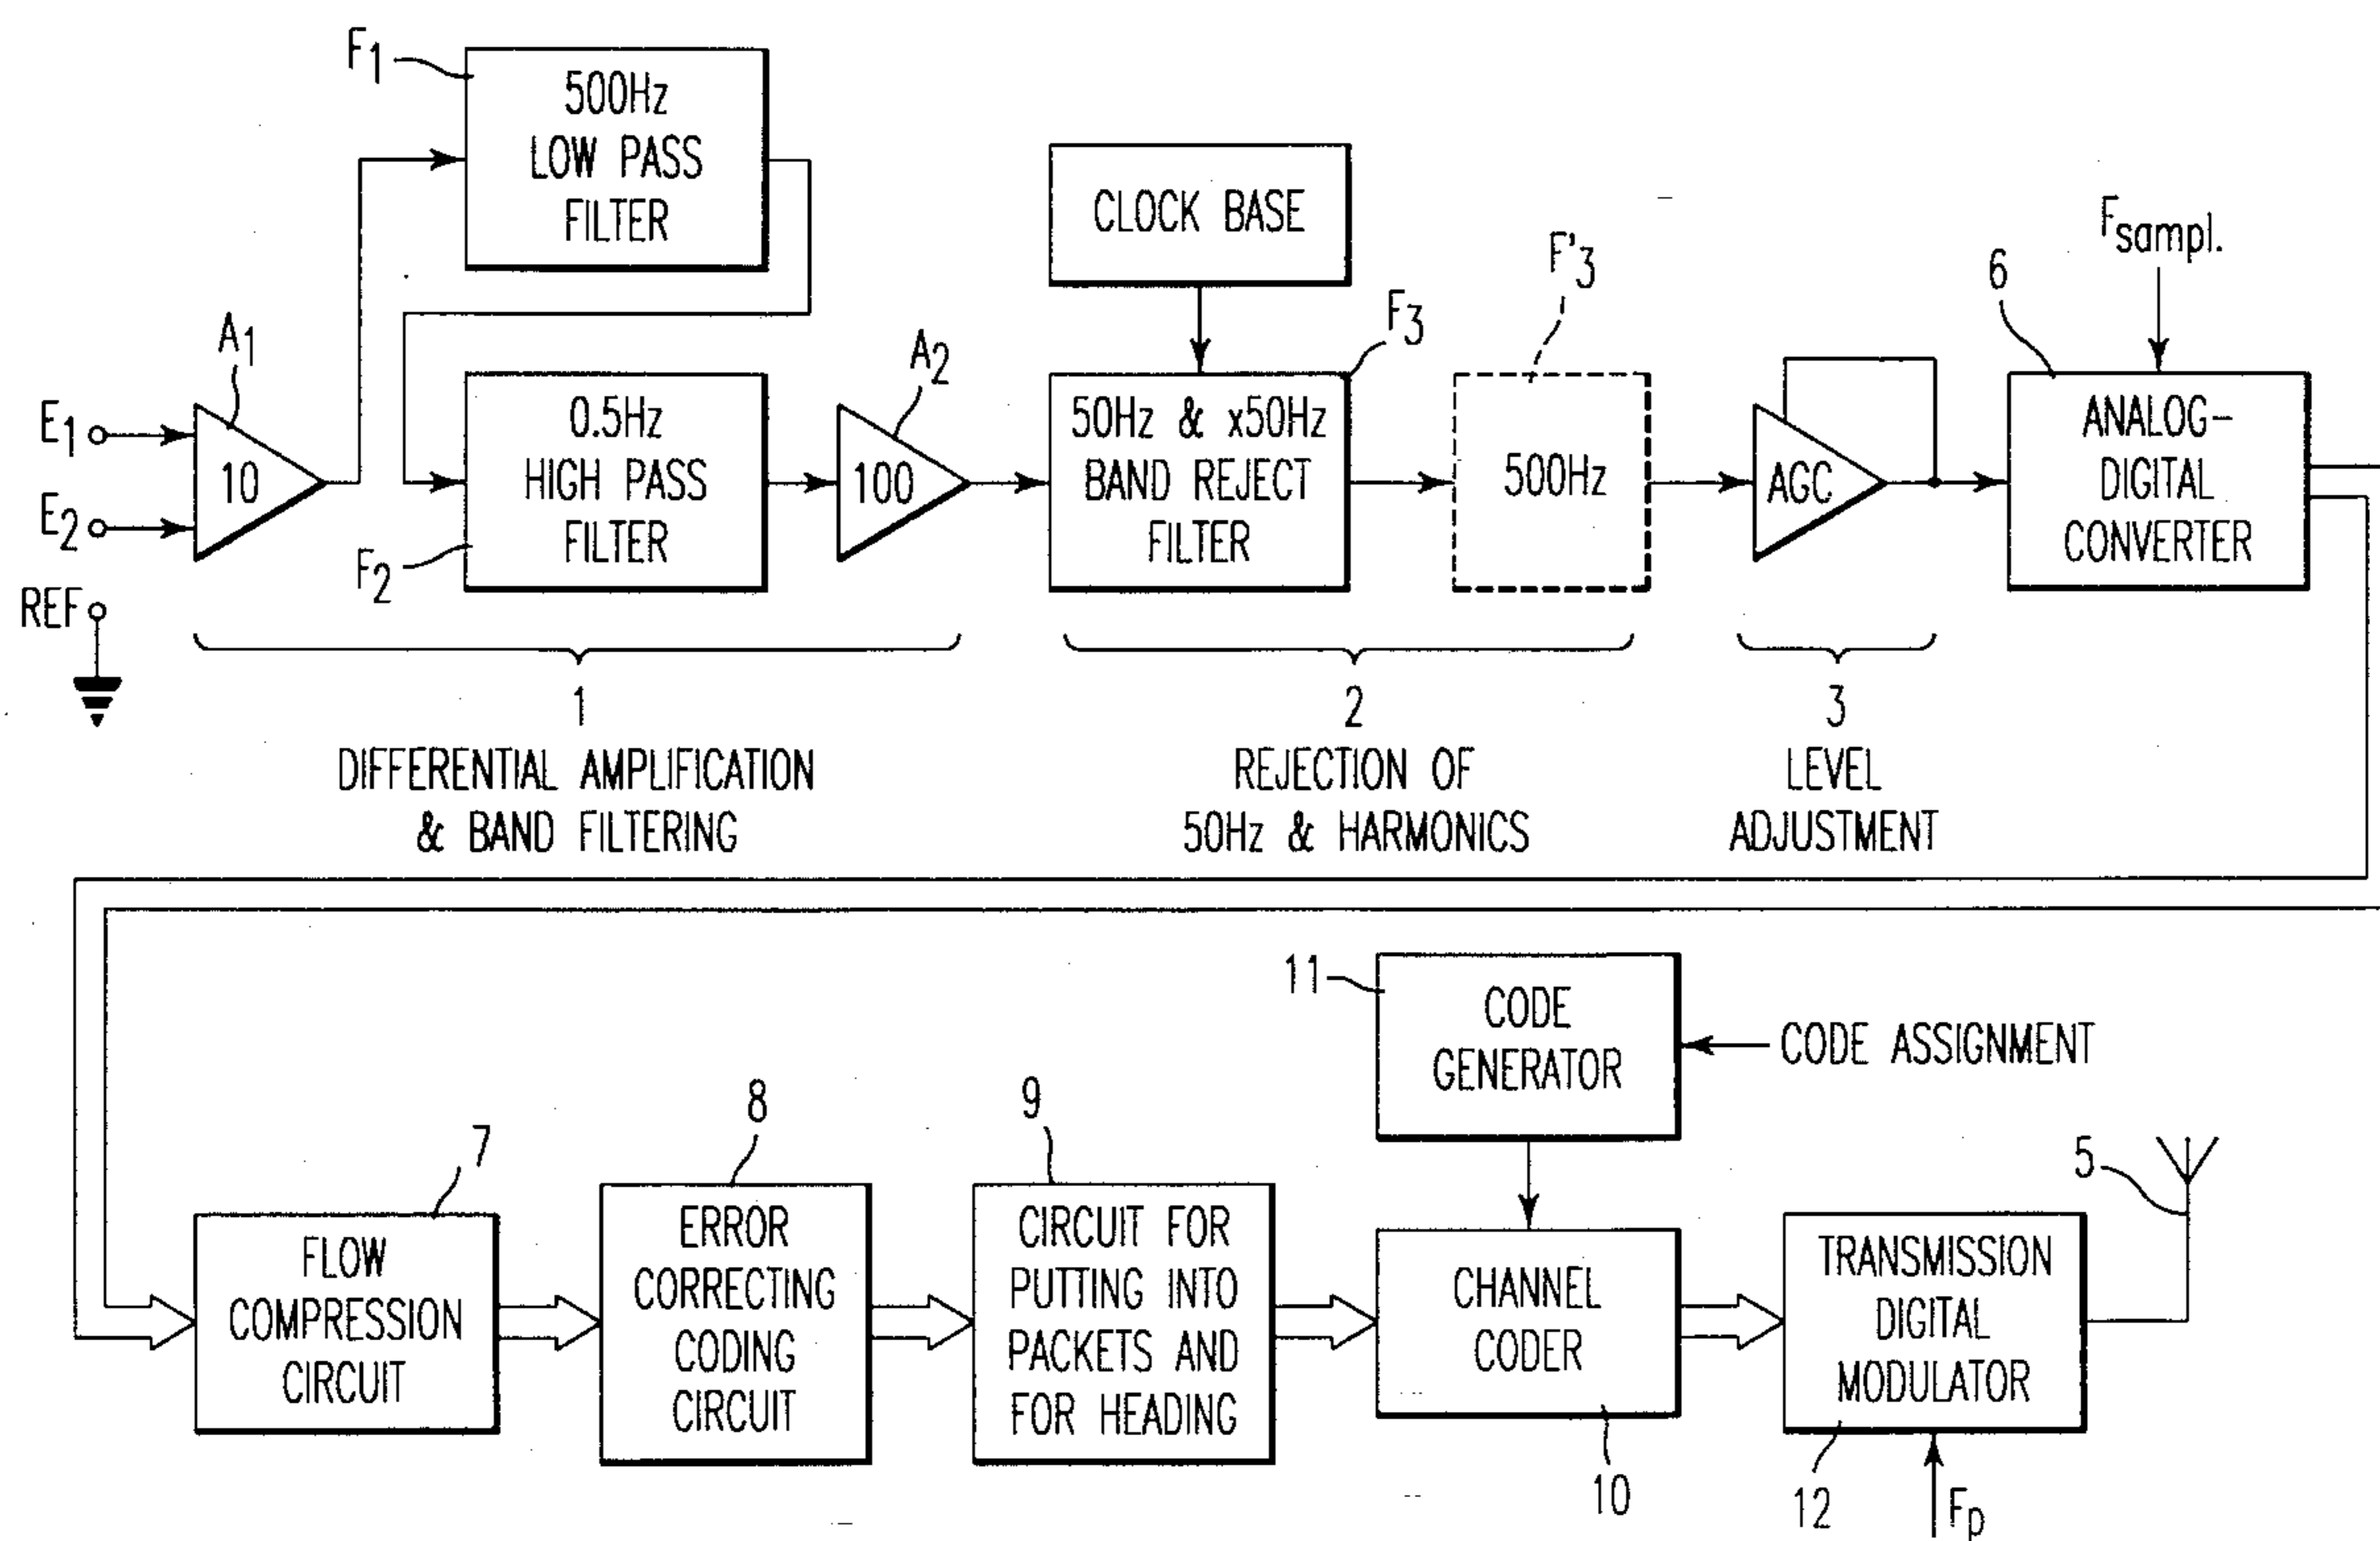 F1
500Hz
LOW PASS
FILTER
CLOCK BASE
F'3
Fsampl.
6
A1
A2
F3
E1
10
0.5Hz
HIGH PASS
FILTER
100
50Hz & x50Hz
BAND REJECT
FILTER
500Hz
AGC
ANALOG-
DIGITAL
CONVERTER
E2
F2
REF
1
DIFFERENTIAL AMPLIFICATION
& BAND FILTERING
2
REJECTION OF
50Hz & HARMONICS
3
LEVEL
ADJUSTMENT
11
CODE
GENERATOR
CODE ASSIGNMENT
7
8
9
5
FLOW
COMPRESSION
CIRCUIT
ERROR
CORRECTING
CODING
CIRCUIT
CIRCUIT FOR
PUTTING INTO
PACKETS AND
FOR HEADING
CHANNEL
CODER
TRANSMISSION
DIGITAL
MODULATOR
10
12
Fp